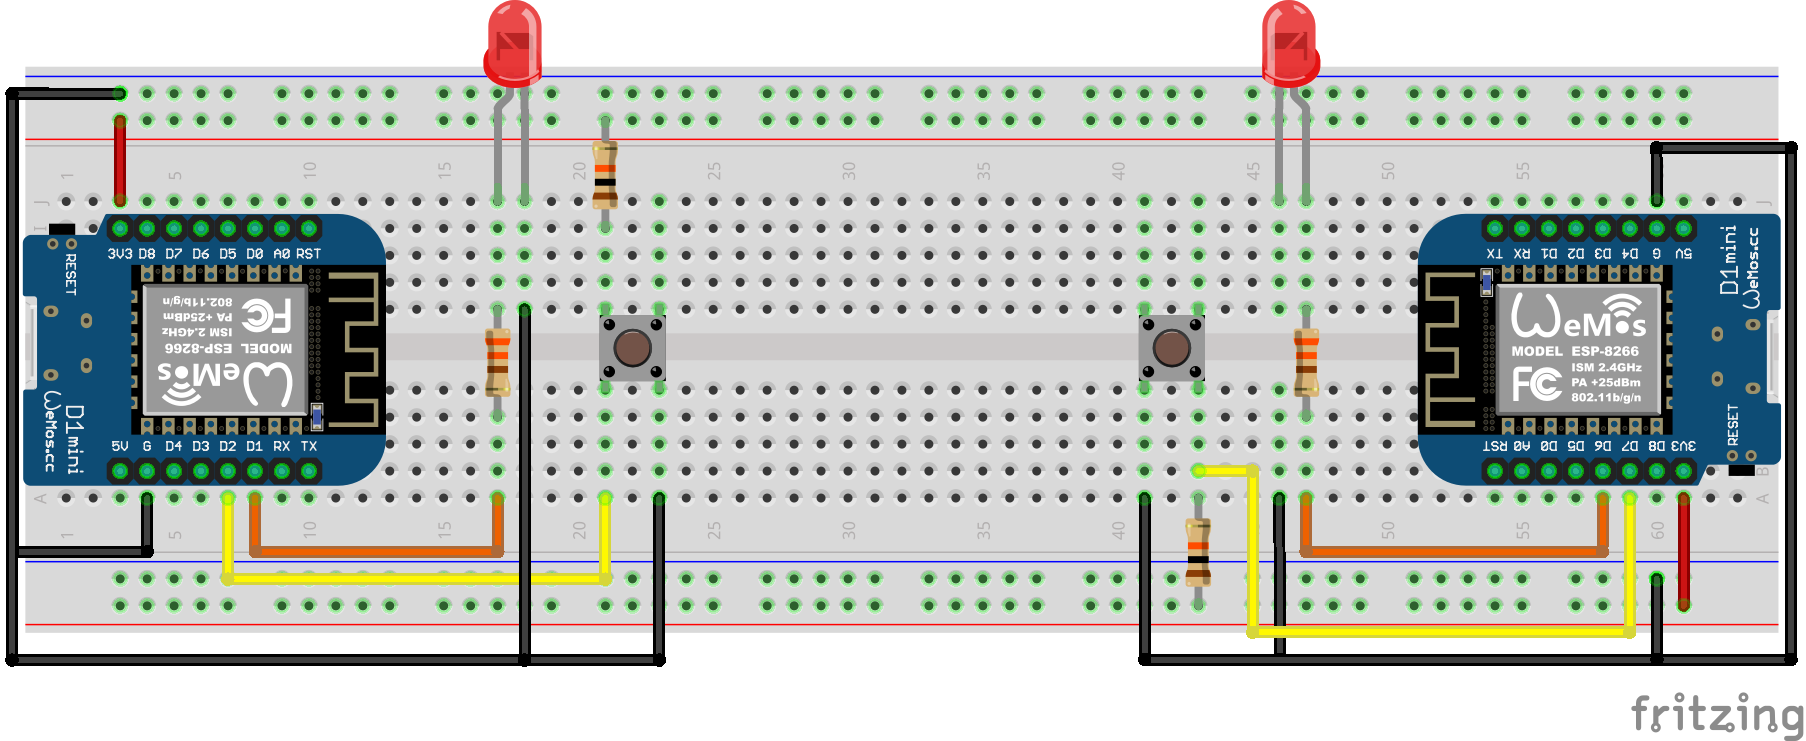 1
5
10
15
20
25
30
35
40
45
50
55
J
J
I
3V3 D8 D7 D6 D5 D0 A0 RST
RESET
802.11b/g/n
PA +25dBm
ISM 2.4GHz
MODEL ESP-8266
FC
WeMos
5V G D4 D3 D2 D1 RX TX
D1 mini
WeMos.cc
TX RX D1 D2 D3 D4 G 5V
D1 mini
WeMos.cc
WeMos
MODEL ESP-8266
ISM 2.4GHz
FC
PA +25dBm
802.11b/g/n
RST A0 D0 D5 D6 D7 D8 3V3
RESET
B
A
A
1
5
10
15
20
25
30
35
40
45
50
55
60
fritzing